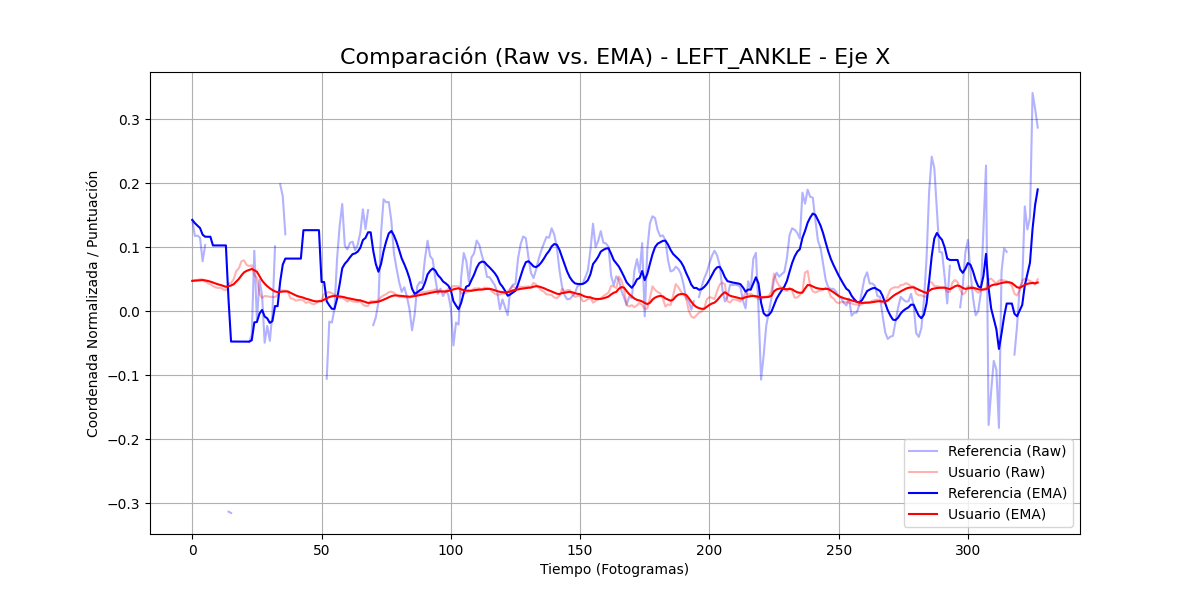 Comparación (Raw vs. EMA) - LEFT_ANKLE - Eje X
Coordenada Normalizada / Puntuación
0.3
0.2
0.1
0.0
−0.1
−0.2
−0.3
0 50 100 150 200 250 300
Tiempo (Fotogramas)
Referencia (Raw)
Usuario (Raw)
Referencia (EMA)
Usuario (EMA)